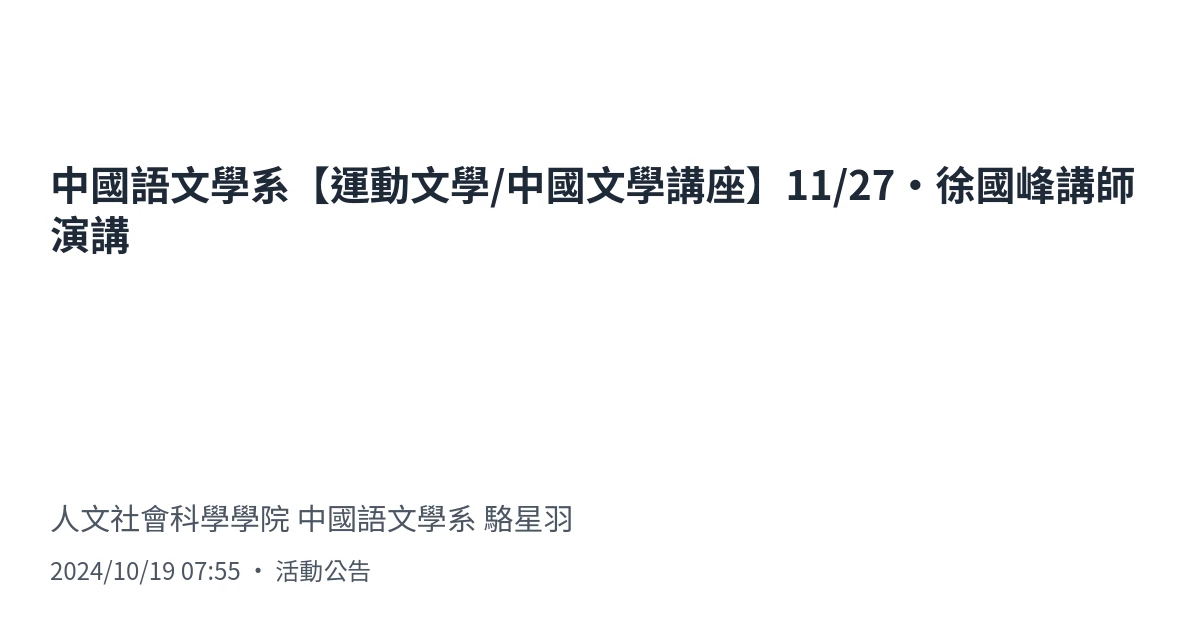 中國語文學系【運動文學/中國文學講座】11/27・徐國峰講師
演講
人文社會科學學院 中國語文學系 駱星羽
2024/10/19 07:55 ・ 活動公告